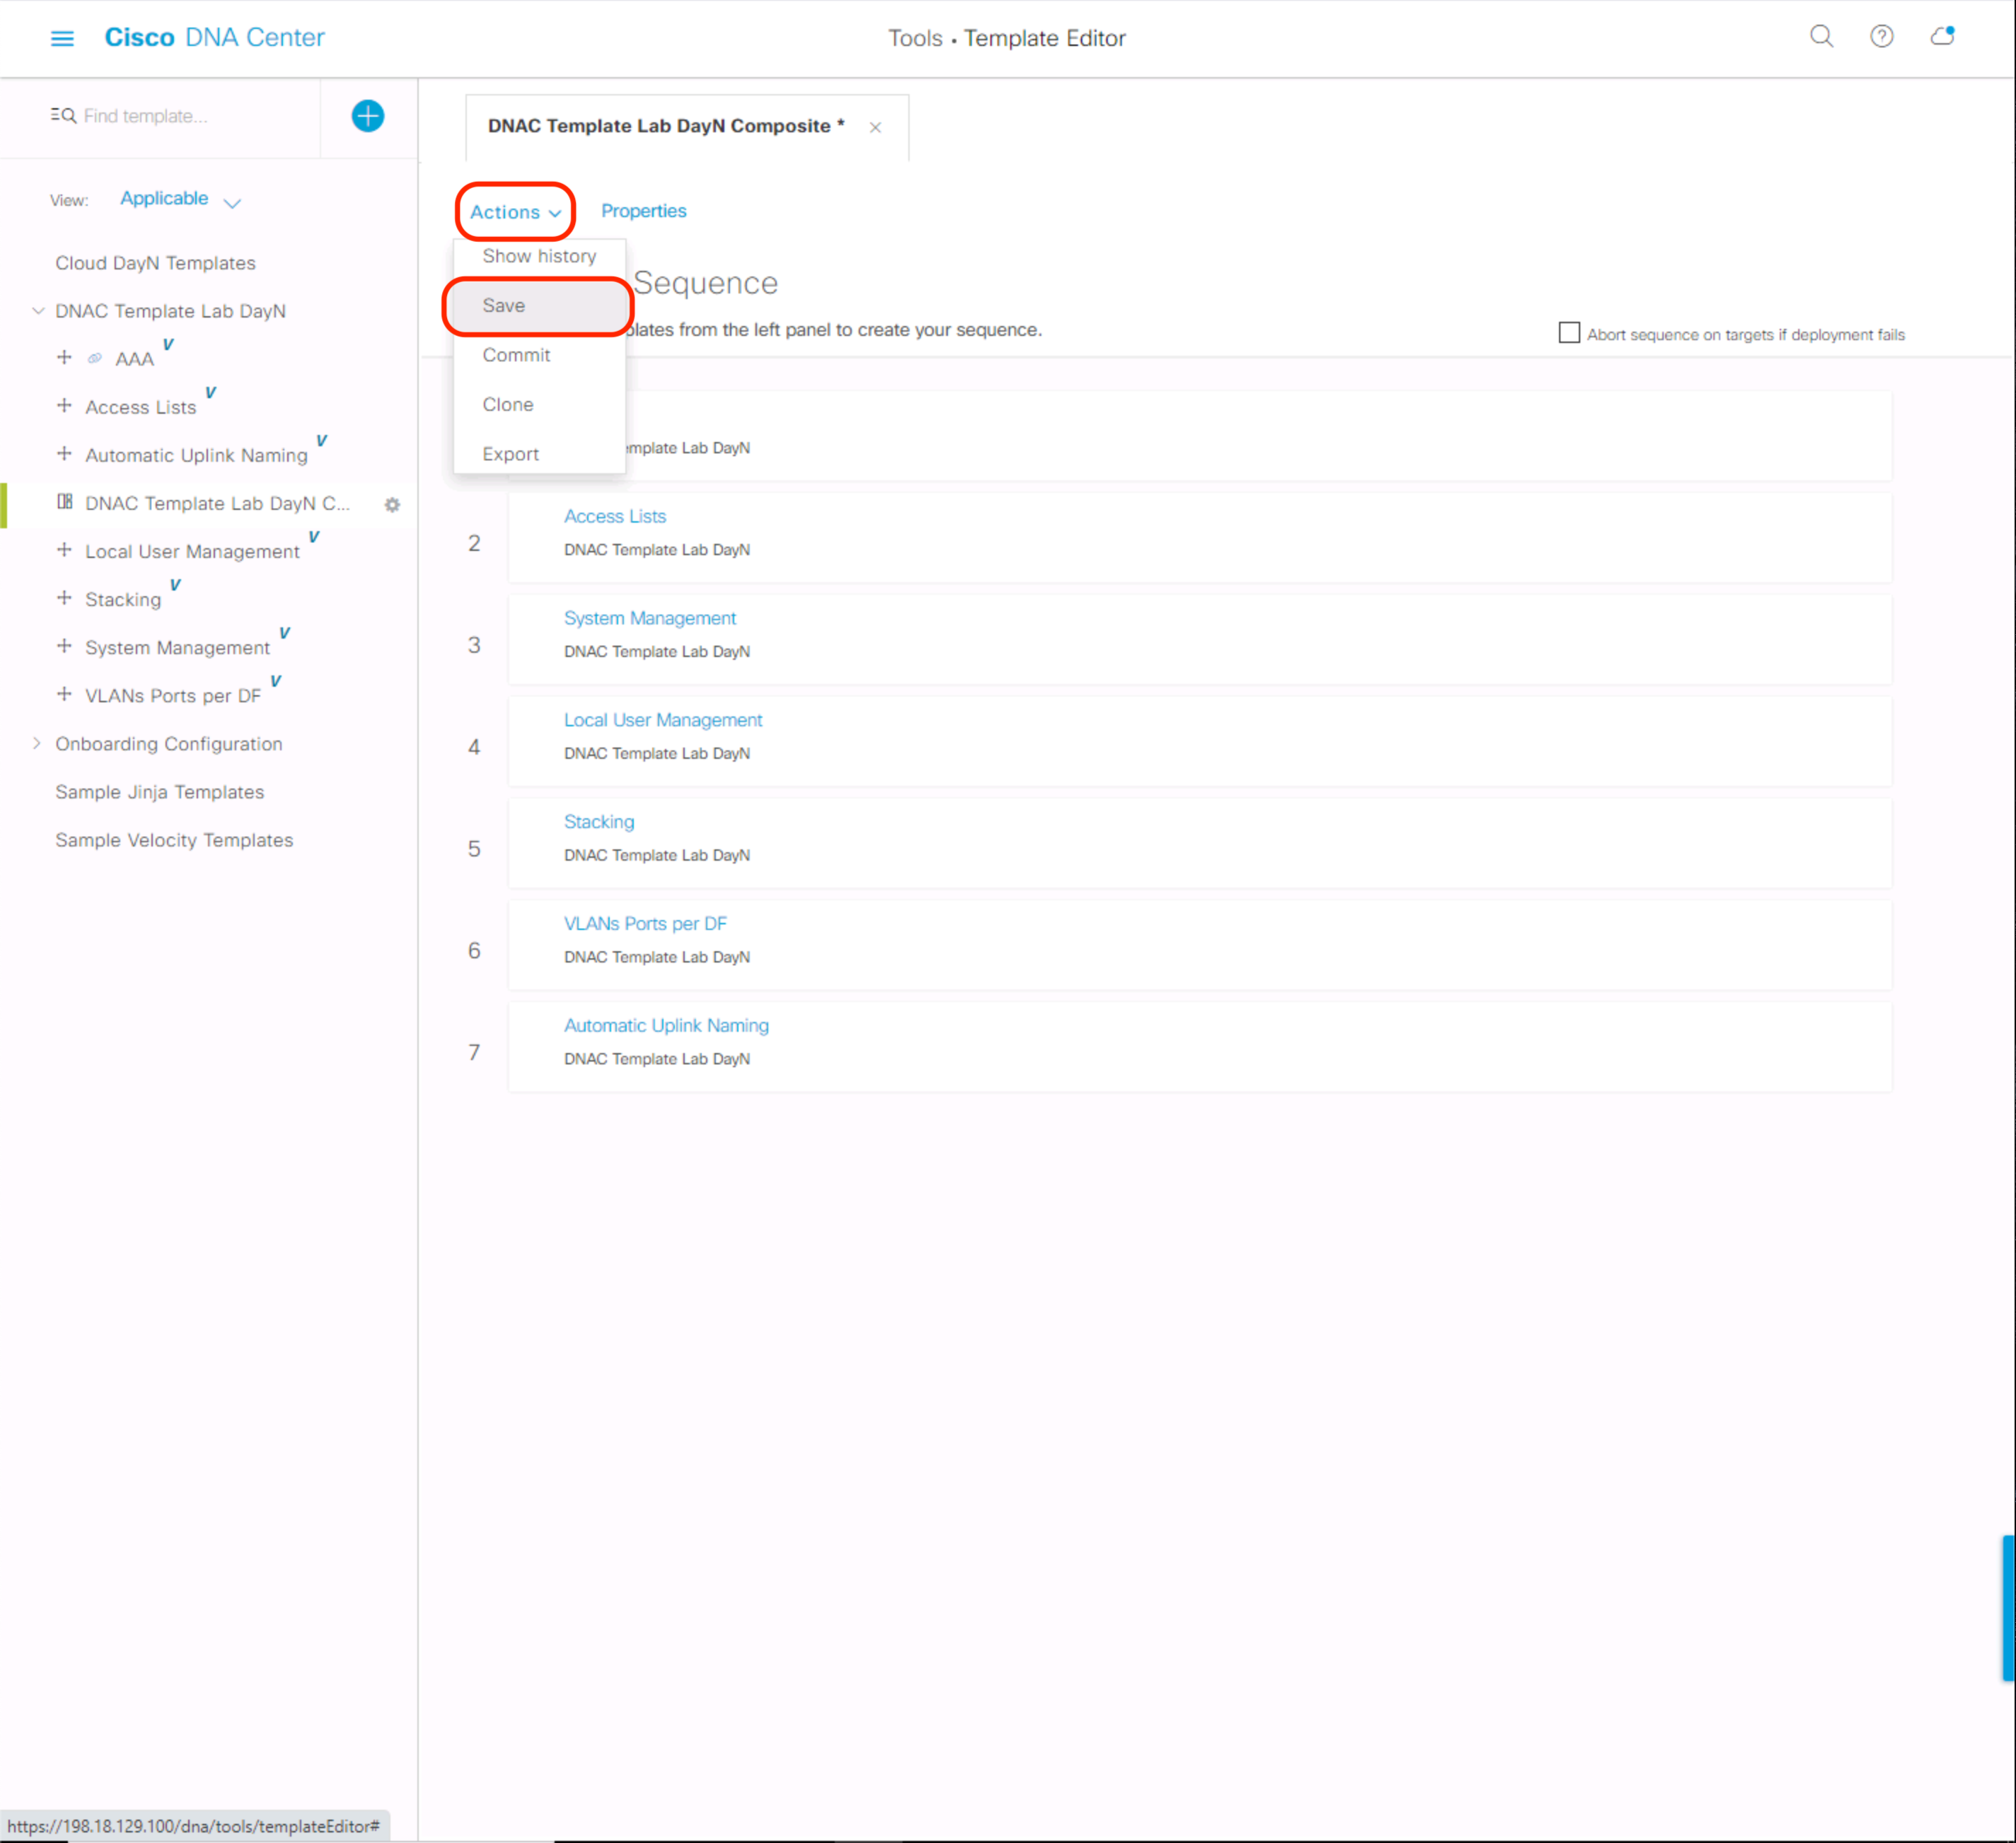 Cisco DNA Center
Tools • Template Editor
Find template...
DNAC Template Lab DayN Composite *
View: Applicable
Actions
Properties
Show history
Save
Commit
Clone
Export
Sequence
from the left panel to create your sequence.
Abort sequence on targets if deployment fails
Cloud DayN Templates
DNAC Template Lab DayN
AAA V
Access Lists V
Automatic Uplink Naming V
DNAC Template Lab DayN C...
Local User Management V
Stacking V
System Management V
VLANs Ports per DF V
Onboarding Configuration
Sample Jinja Templates
Sample Velocity Templates
Lab DayN
2
Access Lists
DNAC Template Lab DayN
3
System Management
DNAC Template Lab DayN
4
Local User Management
DNAC Template Lab DayN
5
Stacking
DNAC Template Lab DayN
6
VLANs Ports per DF
DNAC Template Lab DayN
7
Automatic Uplink Naming
DNAC Template Lab DayN
https://198.18.129.100/dna/tools/templateEditor#